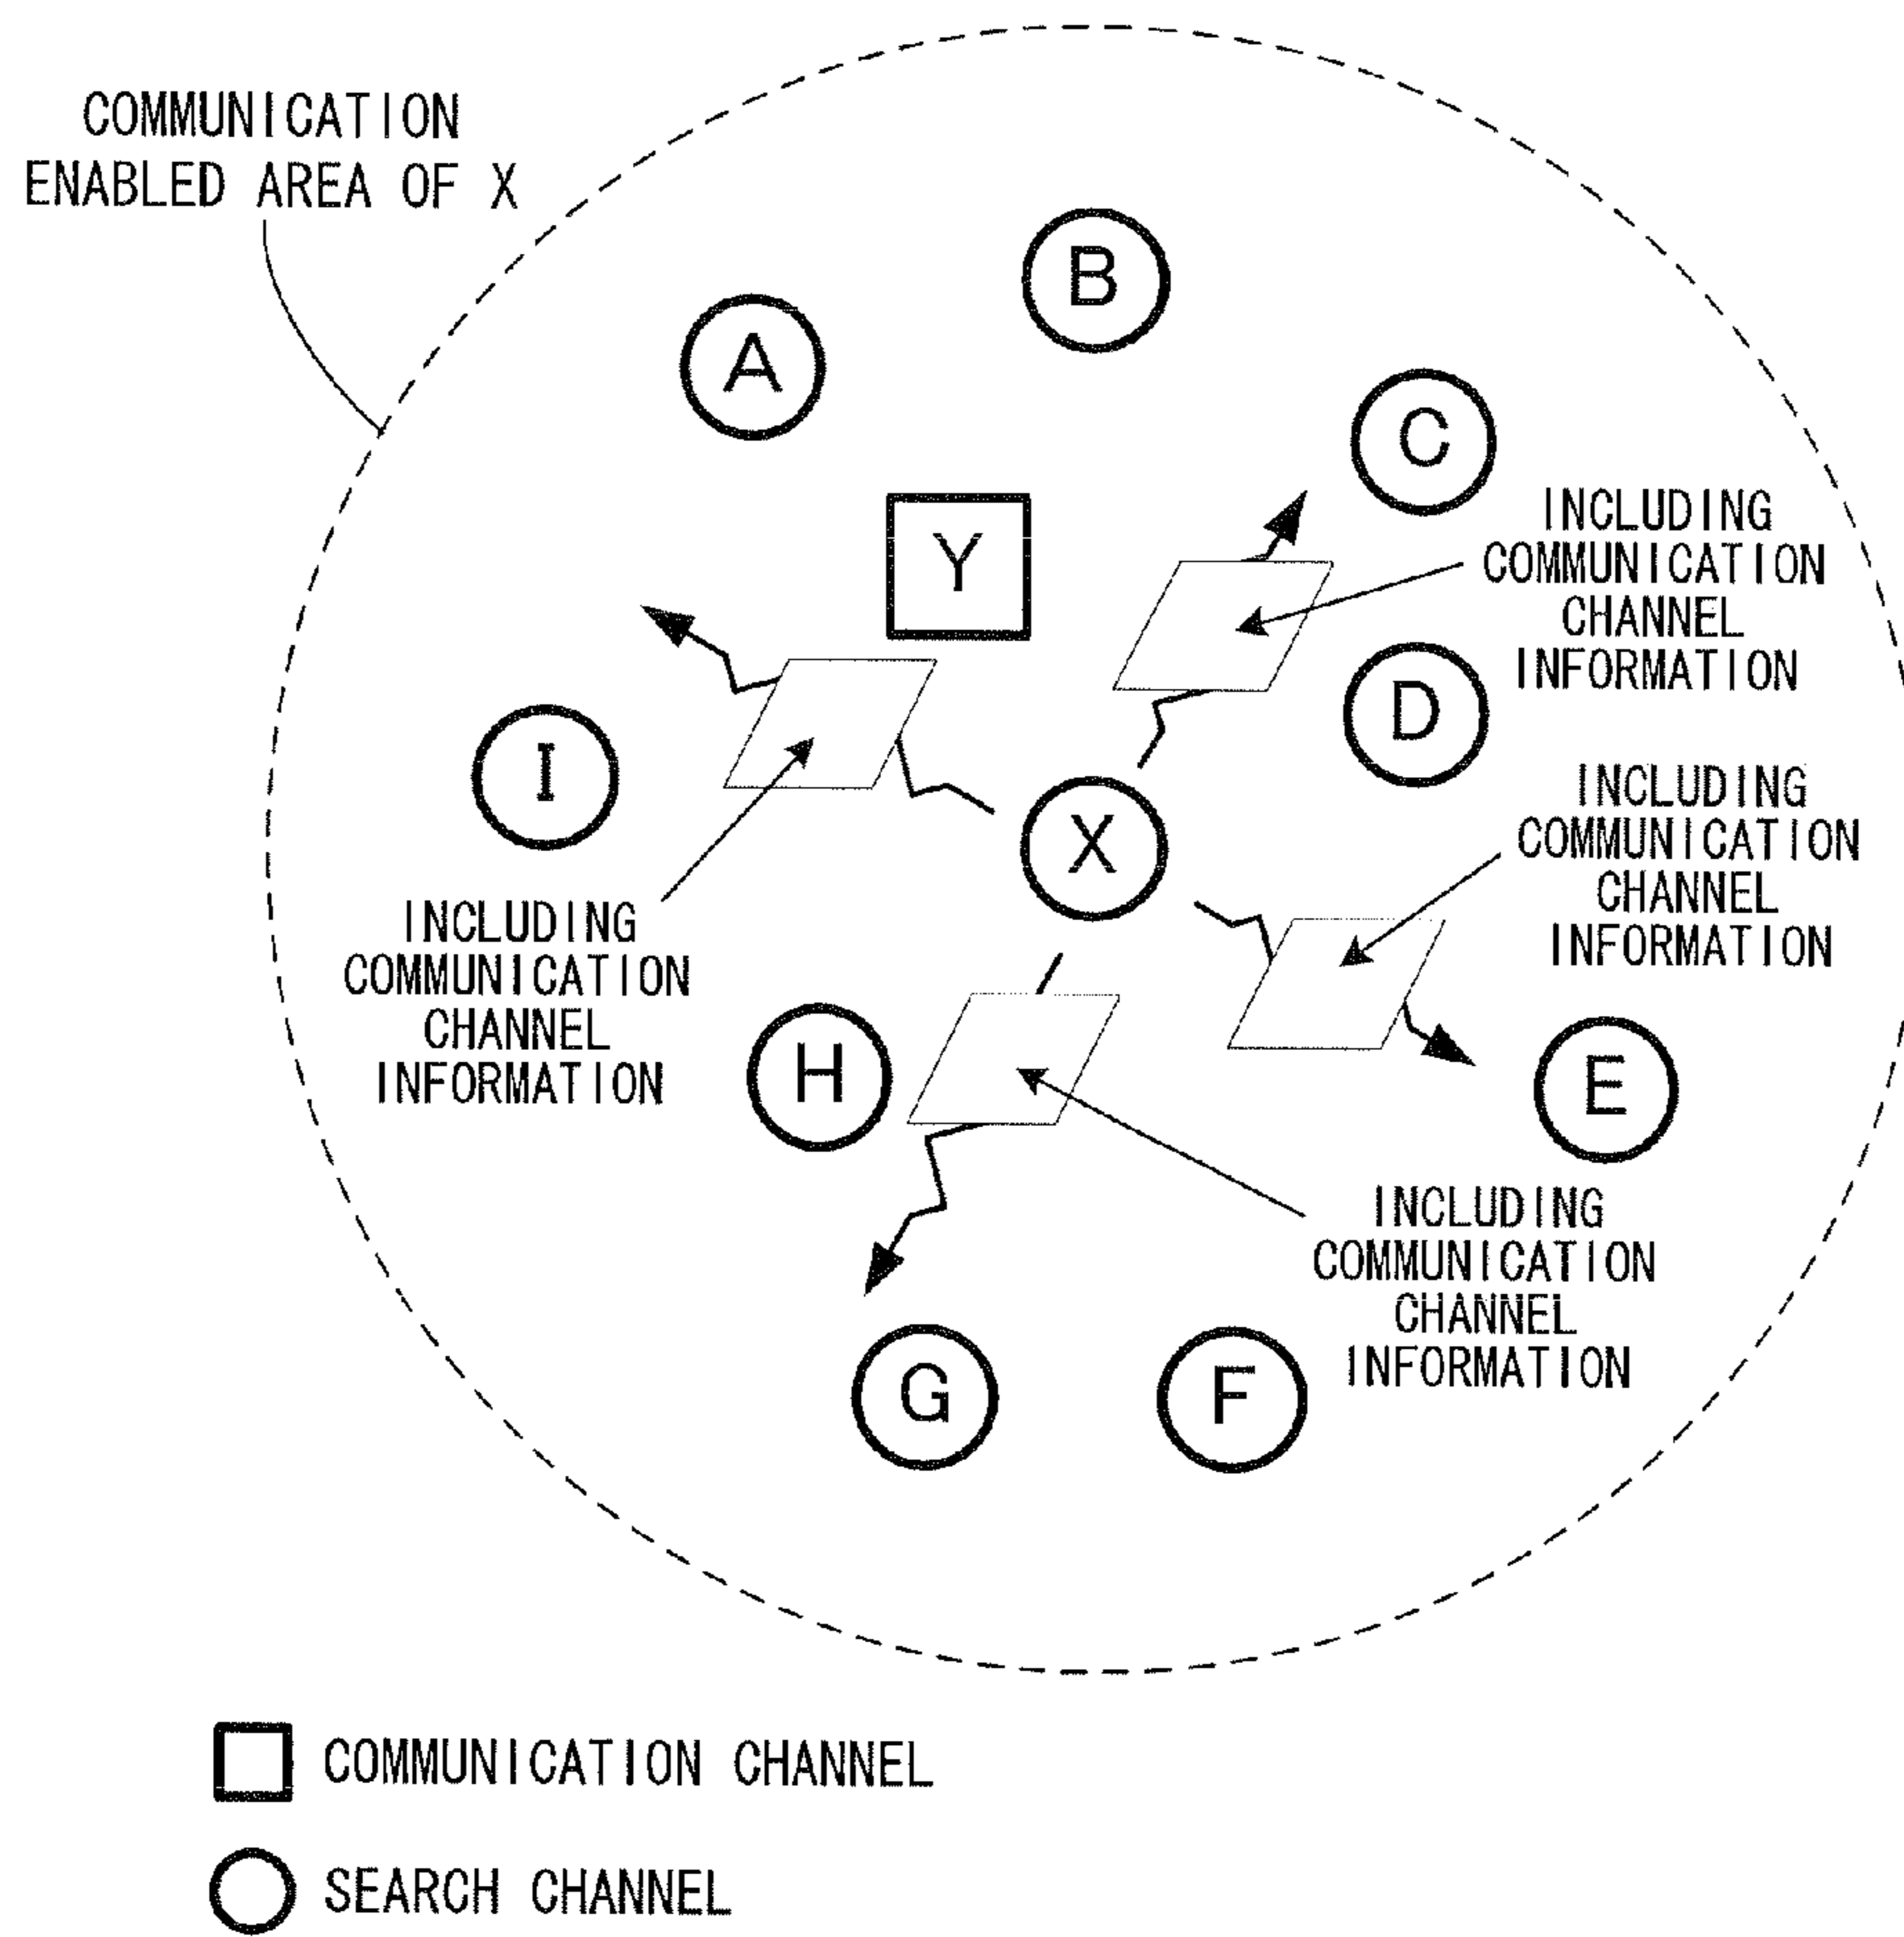 COMMUNICATION
ENABLED AREA OF X
B
A
C
INCLUDING
COMMUNICATION
CHANNEL
INFORMATION
Y
D
I
X
INCLUDING
COMMUNICATION
CHANNEL
INFORMATION
INCLUDING
COMMUNICATION
CHANNEL
INFORMATION
H
E
INCLUDING
COMMUNICATION
CHANNEL
INFORMATION
G
F
COMMUNICATION CHANNEL
SEARCH CHANNEL